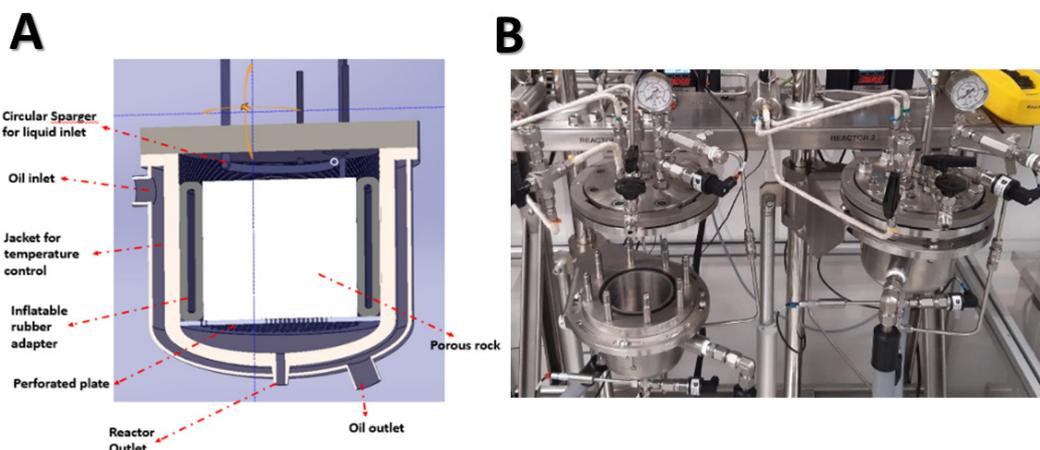 A
B
Circular Sparger
for liquid inlet
Oil inlet
Jacket for
temperature
control
Inflatable
rubber
adapter
Perforated plate
Reactor
Outlet
Oil outlet
Porous rock
REACTOR
REACTOR 2